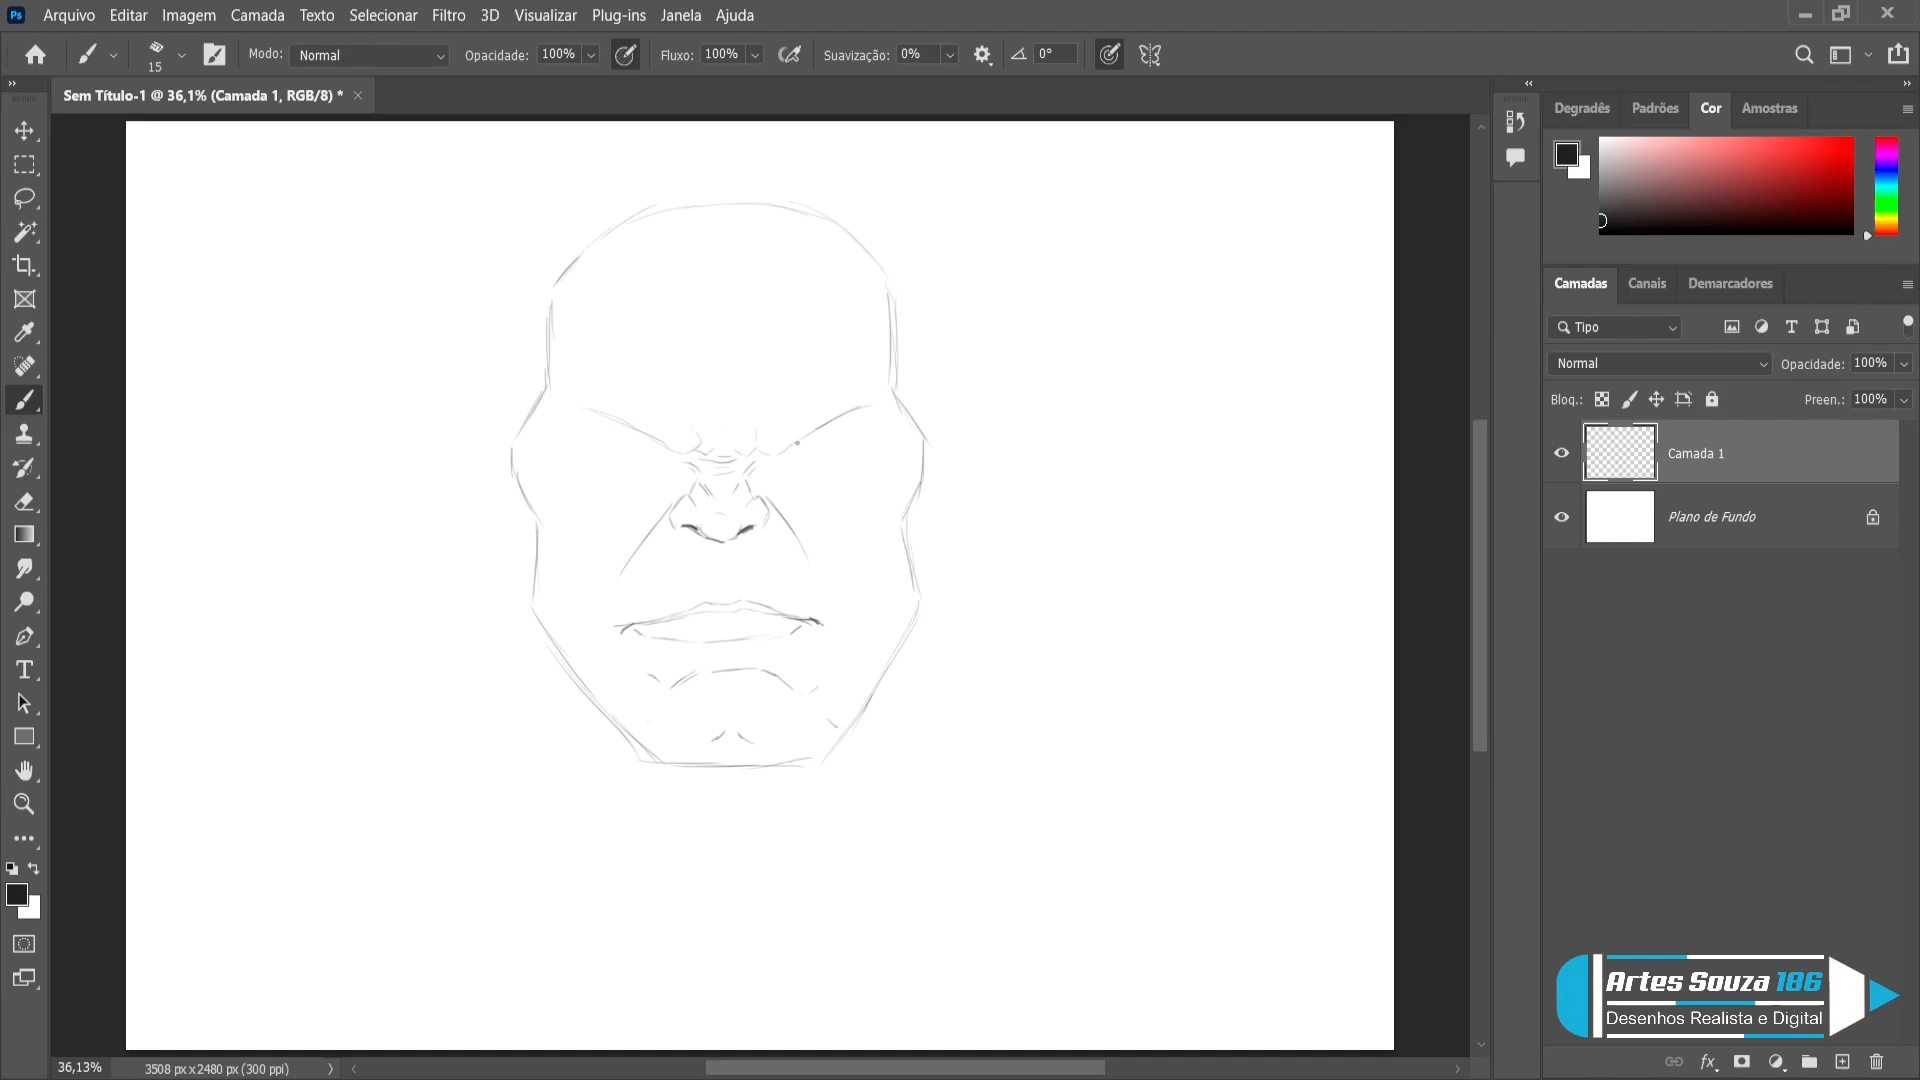 Ps Arquivo Editar Imagem Camada Texto Selecionar Filtro 3D Visualizar Plug-ins Janela Ajuda
15 Modo: Normal Opacidade: 100% Fluxo: 100% Suavização: 0% 0°
Sem Título-1 @ 36,1% (Camada 1, RGB/8) *
Degradês Padrões Cor Amostras
Camadas Canais Demarcadores
Tipo
Normal Opacidade: 100%
Bloq.: Preen.: 100%
Camada 1
Plano de Fundo
Artes Souza 186
Desenhos Realista e Digital
36,13% 3508 px x 2480 px (300 ppi)